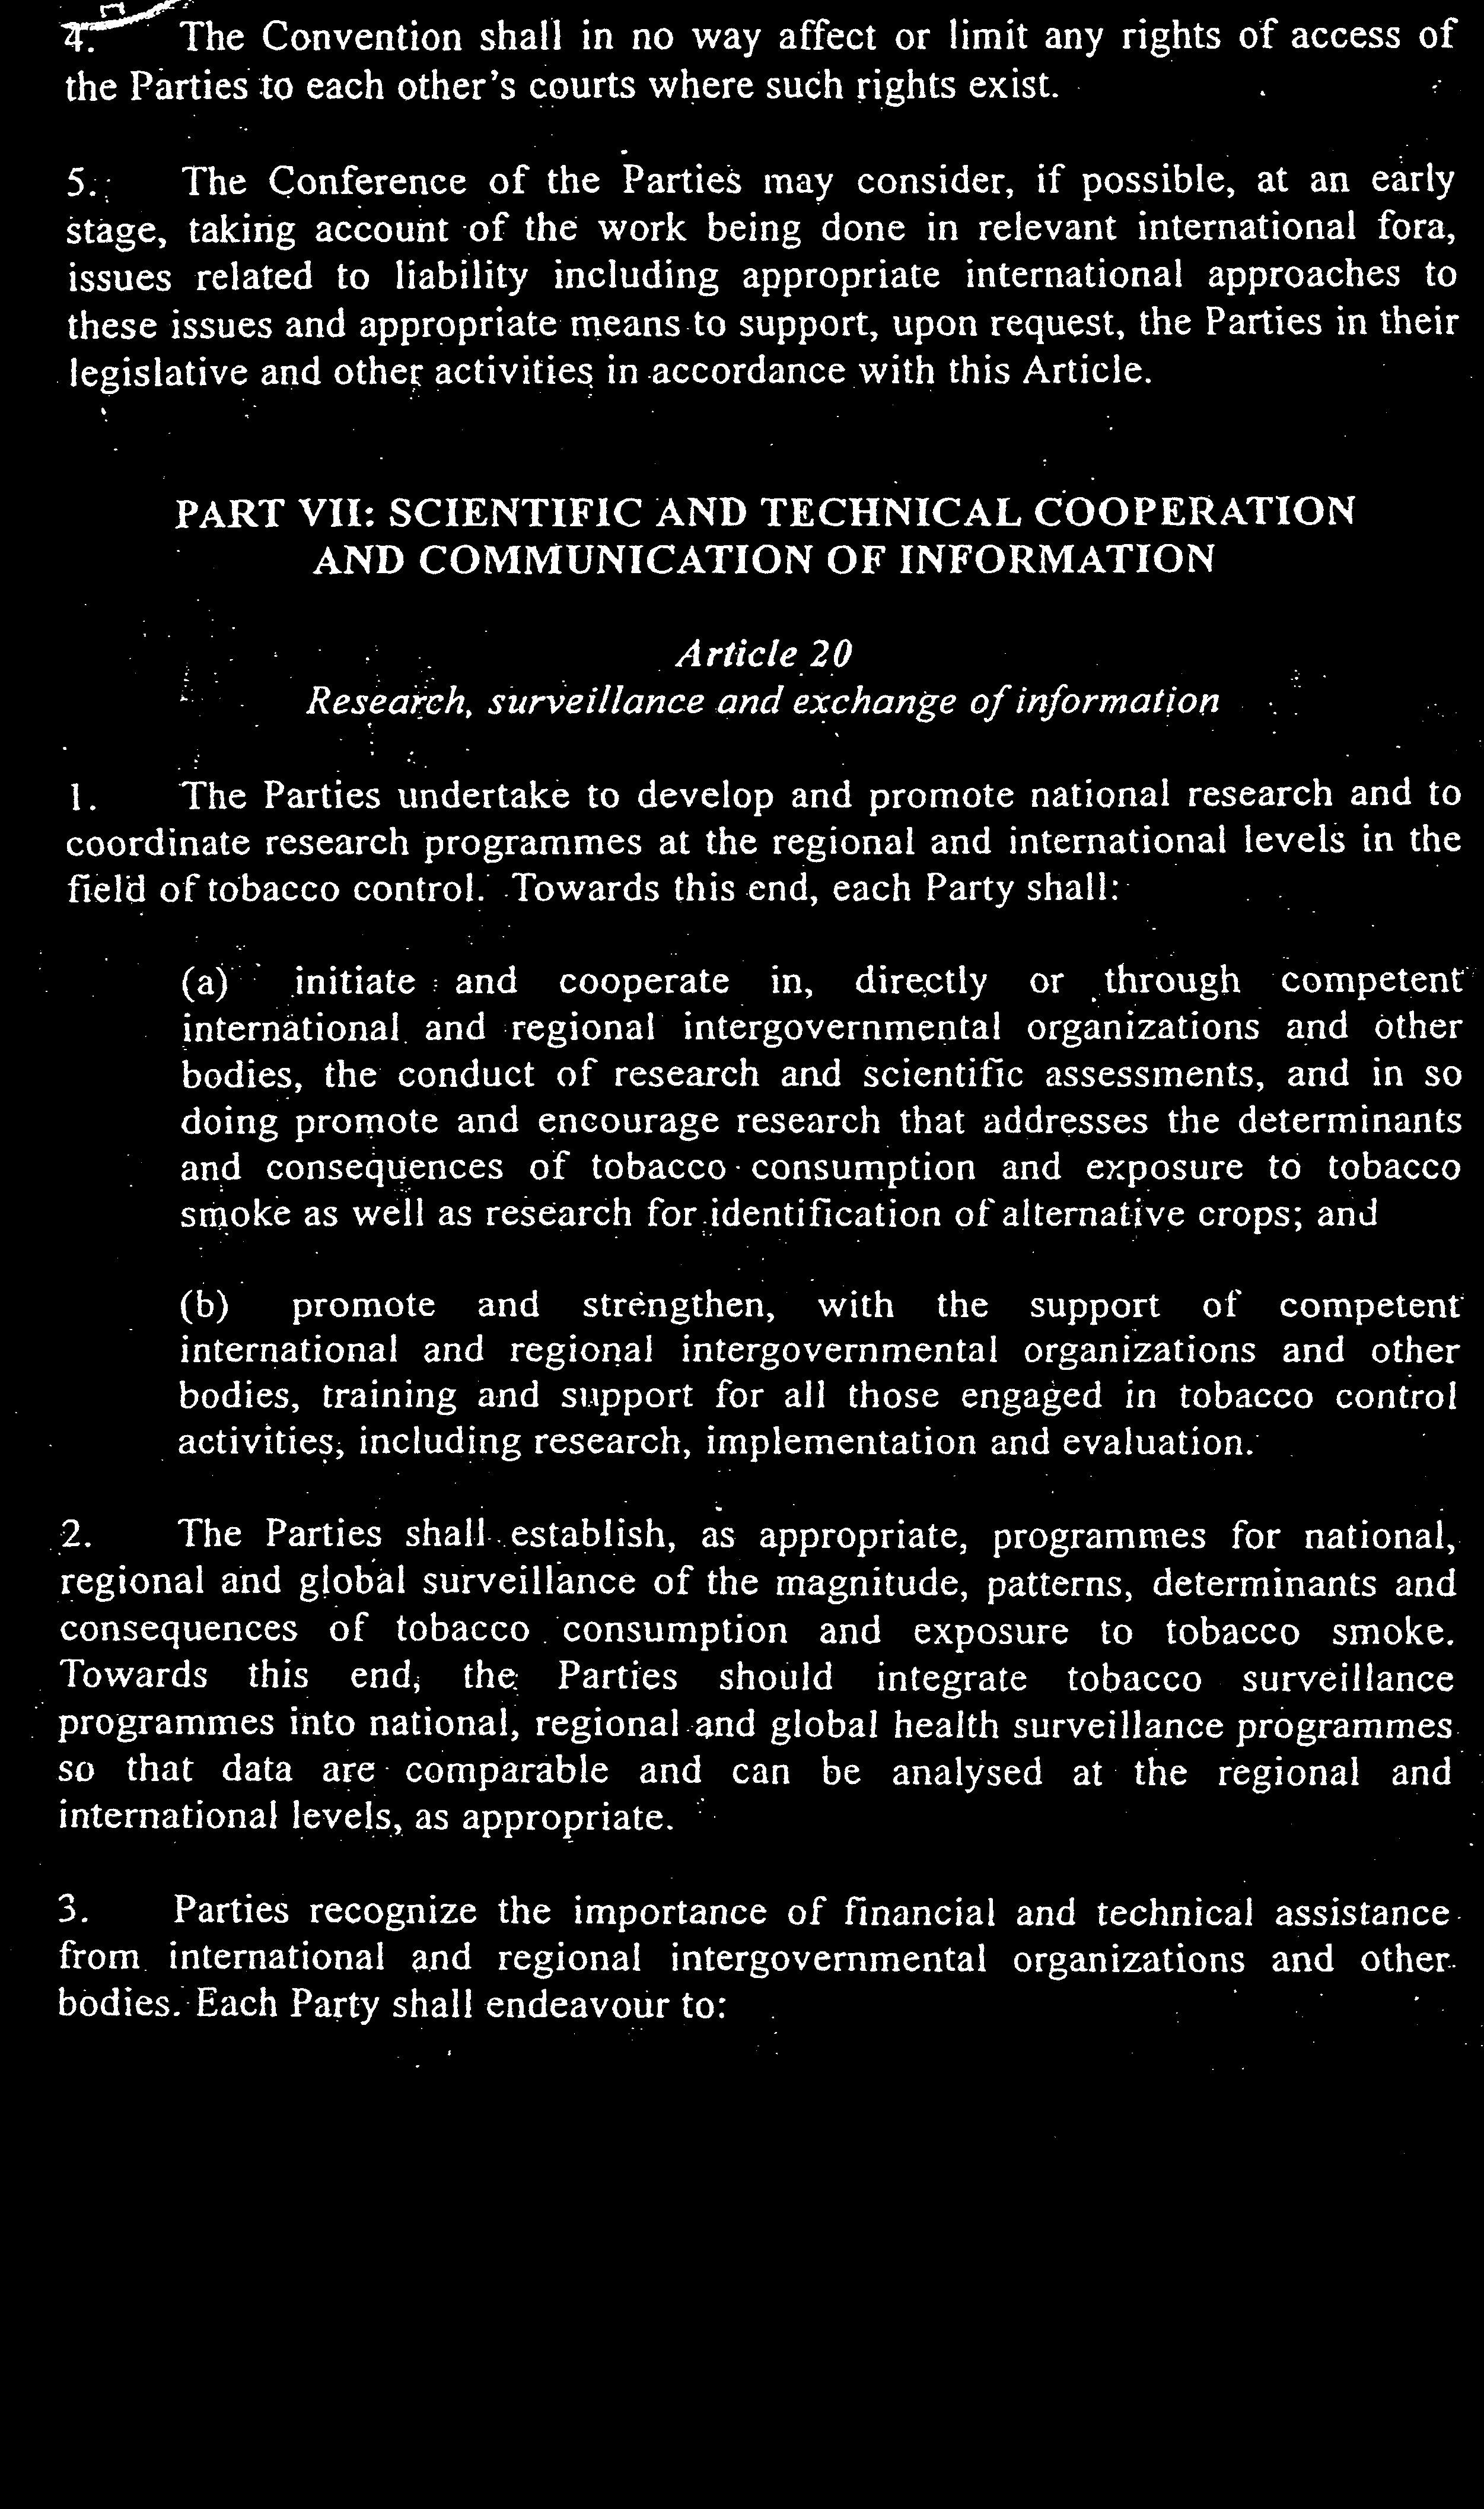 4. The Convention shall in no way affect or limit any rights of access of
the Parties to each other's courts where such rights exist.
5. The Conference of the Parties may consider, if possible, at an early
stage, taking account of the work being done in relevant international fora,
issues related to liability including appropriate international approaches to
these issues and appropriate means to support, upon request, the Parties in their
legislative and other activities in accordance with this Article.
PART VII: SCIENTIFIC AND TECHNICAL COOPERATION
AND COMMUNICATION OF INFORMATION
Article 20
Research, surveillance and exchange of information
1. The Parties undertake to develop and promote national research and to
coordinate research programmes at the regional and international levels in the
field of tobacco control. Towards this end, each Party shall:
(a) initiate and cooperate in, directly or through competent
international and regional intergovernmental organizations and other
bodies, the conduct of research and scientific assessments, and in so
doing promote and encourage research that addresses the determinants
and consequences of tobacco consumption and exposure to tobacco
smoke as well as research for identification of alternative crops; and
(b) promote and strengthen, with the support of competent
international and regional intergovernmental organizations and other
bodies, training and support for all those engaged in tobacco control
activities, including research, implementation and evaluation.
2. The Parties shall establish, as appropriate, programmes for national,
regional and global surveillance of the magnitude, patterns, determinants and
consequences of tobacco consumption and exposure to tobacco smoke.
Towards this end, the Parties should integrate tobacco surveillance
programmes into national, regional and global health surveillance programmes
so that data are comparable and can be analysed at the regional and
international levels, as appropriate.
3. Parties recognize the importance of financial and technical assistance
from international and regional intergovernmental organizations and other
bodies. Each Party shall endeavour to: